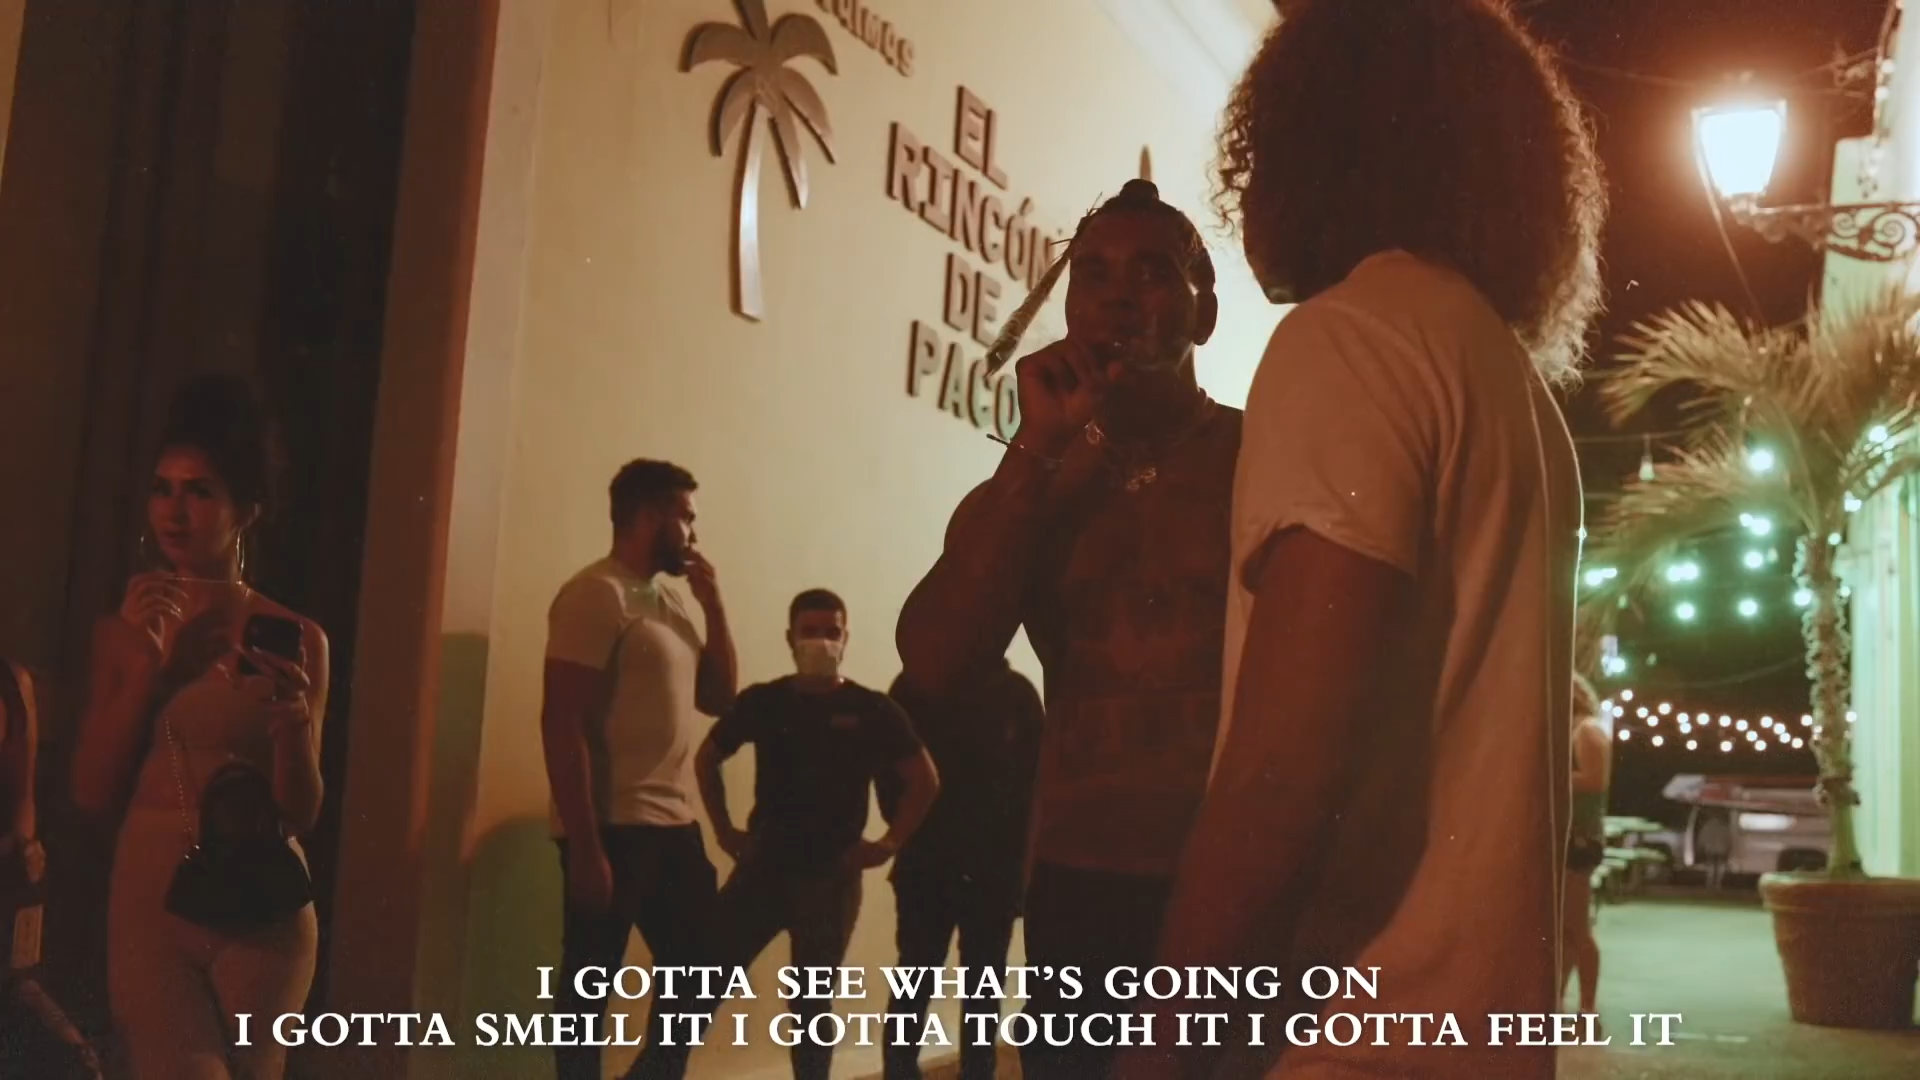 EL
RINCÓN
DE
PACO
I GOTTA SEE WHAT'S GOING ON
I GOTTA SMELL IT I GOTTA TOUCH IT I GOTTA FEEL IT